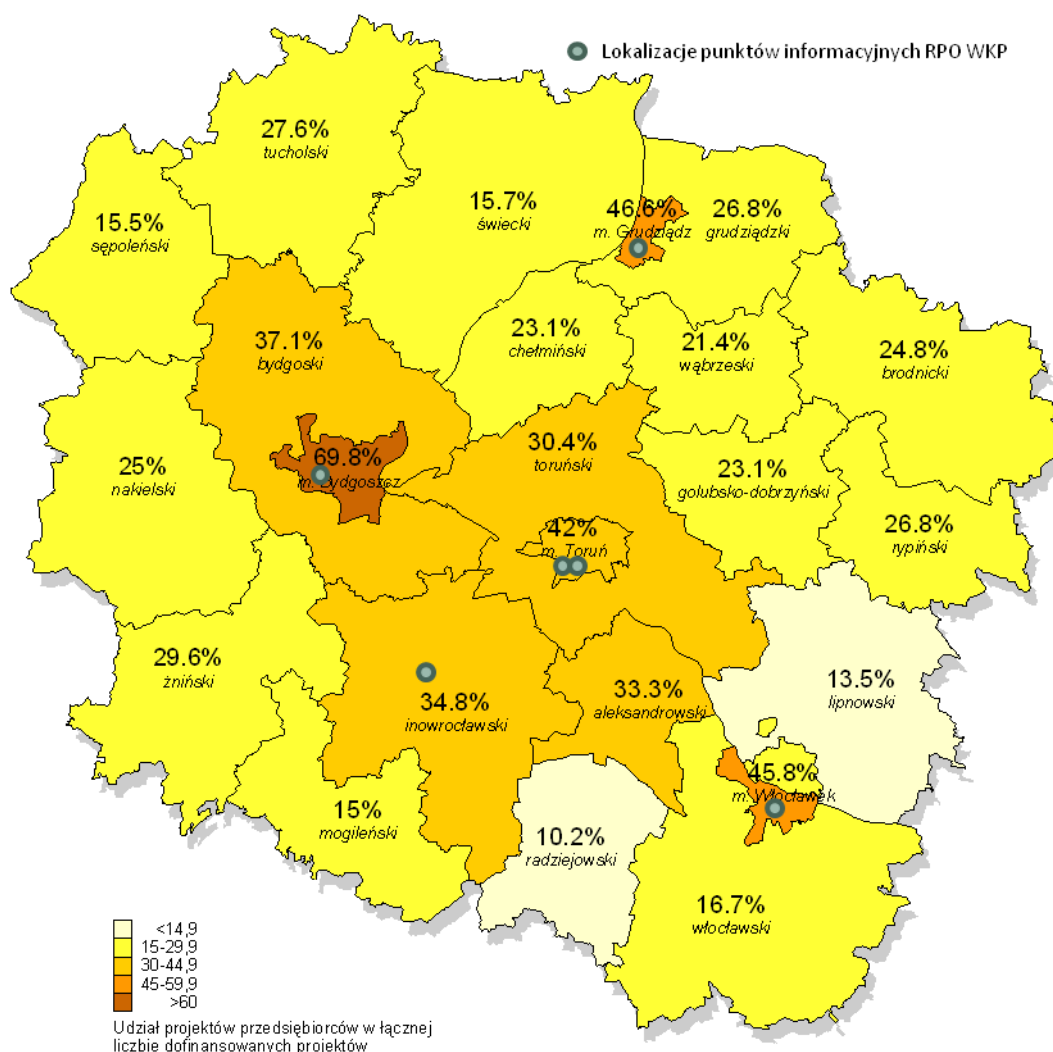 Lokalizacje punktów informacyjnych RPO WKP
27.6%
tucholski
15.5%
sępoleński
15.7%
świecki
46.6%
m. Grudziądz
26.8%
grudziądzki
37.1%
bydgoski
23.1%
chełmiński
21.4%
wąbrzeski
24.8%
brodnicki
25%
nakielski
69.8%
m. Bydgoszcz
30.4%
toruński
23.1%
golubsko-dobrzyński
26.8%
rypiński
42%
m. Toruń
29.6%
żniński
34.8%
inowrocławski
33.3%
aleksandrowski
13.5%
lipnowski
45.8%
m. Włocławek
15%
mogileński
10.2%
radziejowski
16.7%
włocławski
<14,9
15-29,9
30-44,9
45-59,9
>60
Udział projektów przedsiębiorców w łącznej
liczbie dofinansowanych projektów